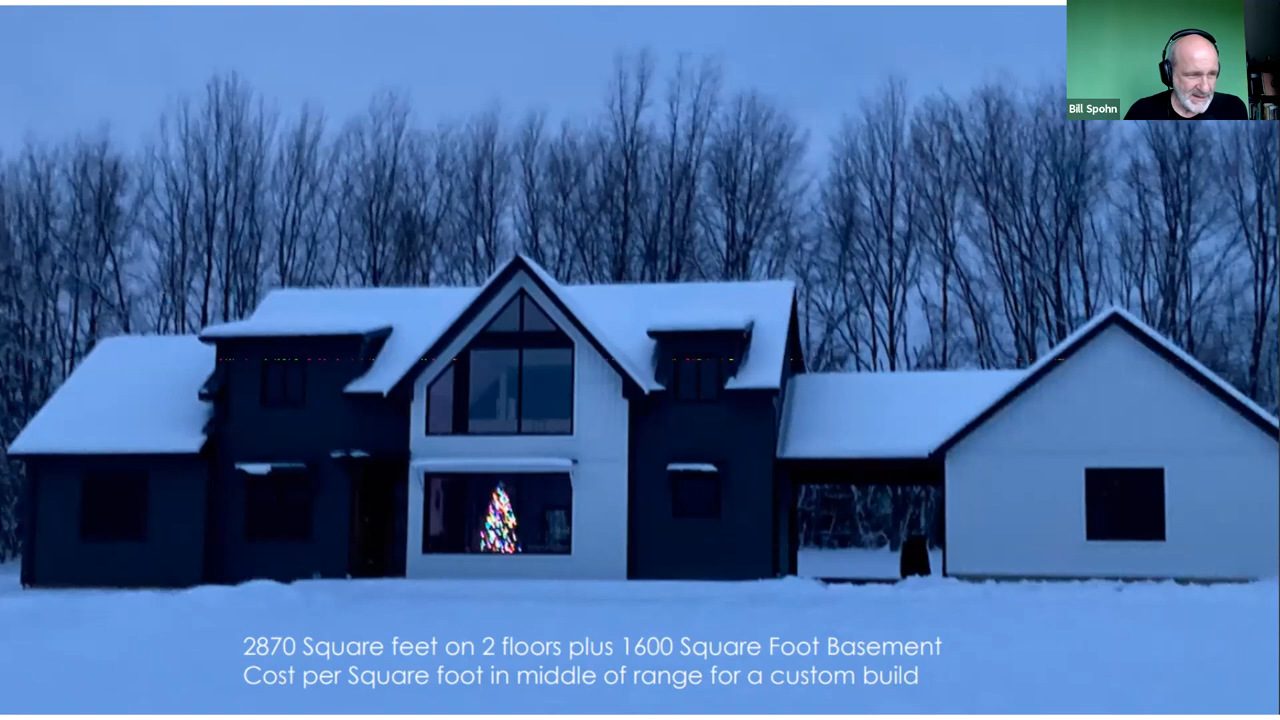 Bill Spohn
2870 Square feet on 2 floors plus 1600 Square Foot Basement
Cost per Square foot in middle of range for a custom build